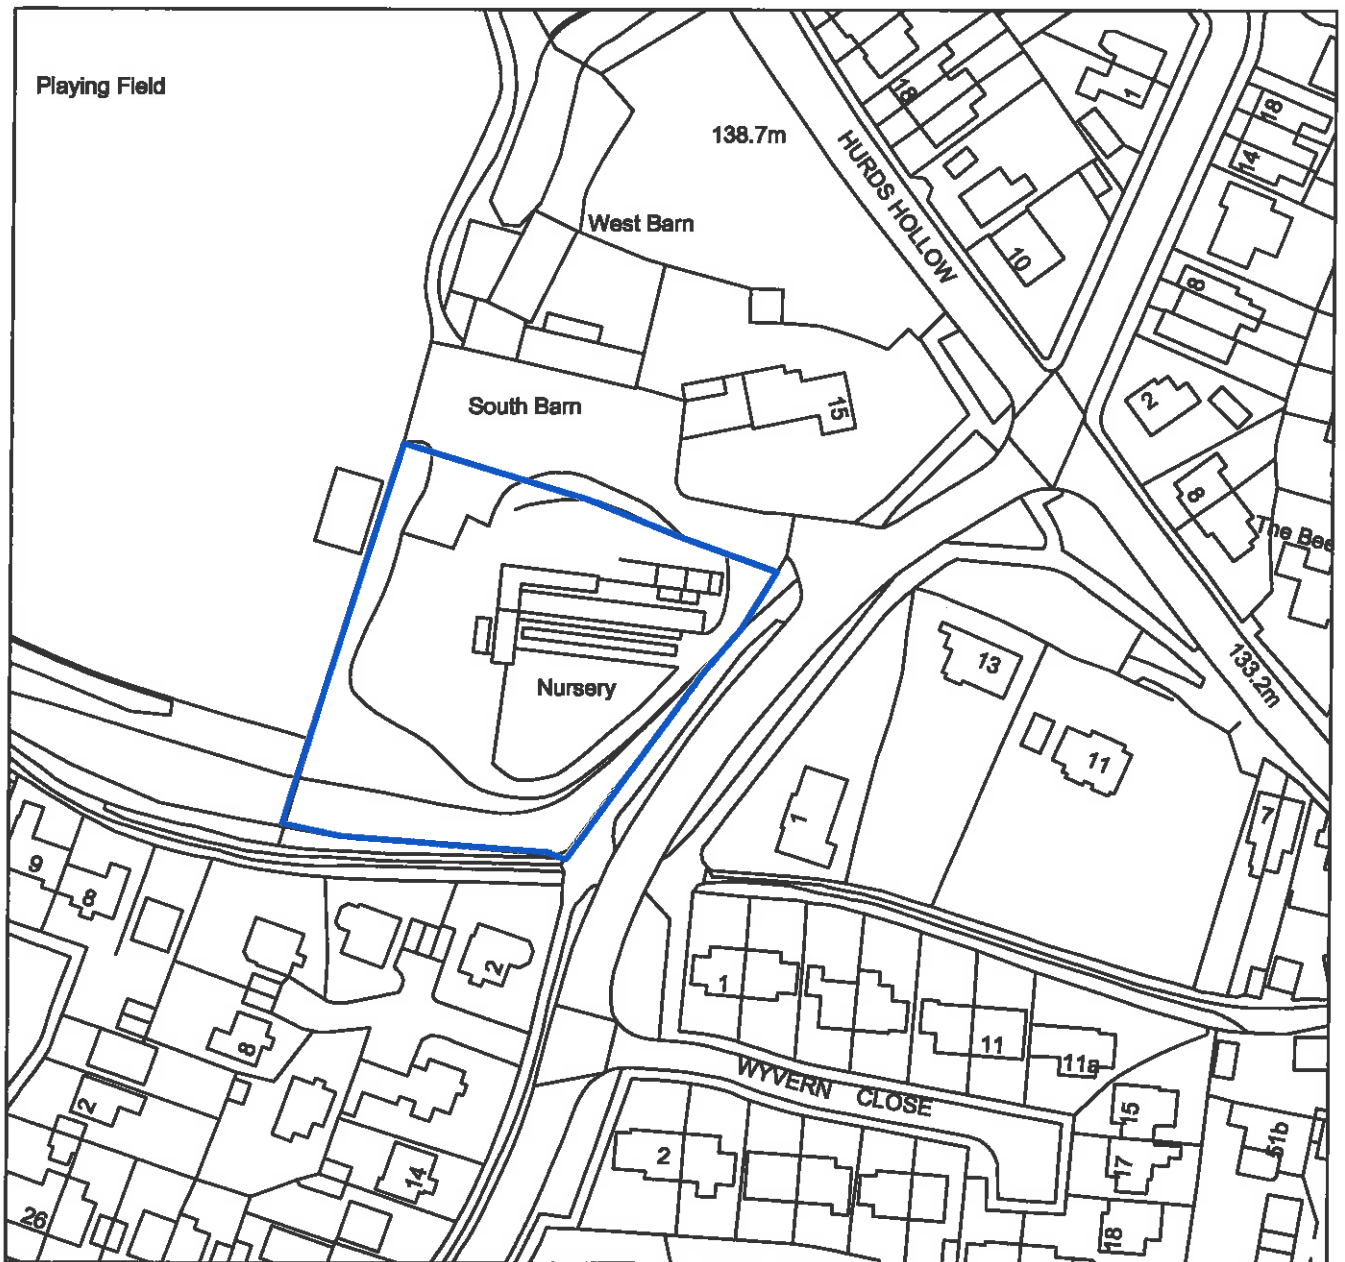 Playing Field
138.7m
HURDS HOLLOW
18
1
18
14
West Barn
10
8
South Barn
15
2
8
The Bee
13
133.2m
Nursery
11
1
7
9
8
2
1
8
11
11a
WYVERN CLOSE
2
15
51b
2
14
17
26
18